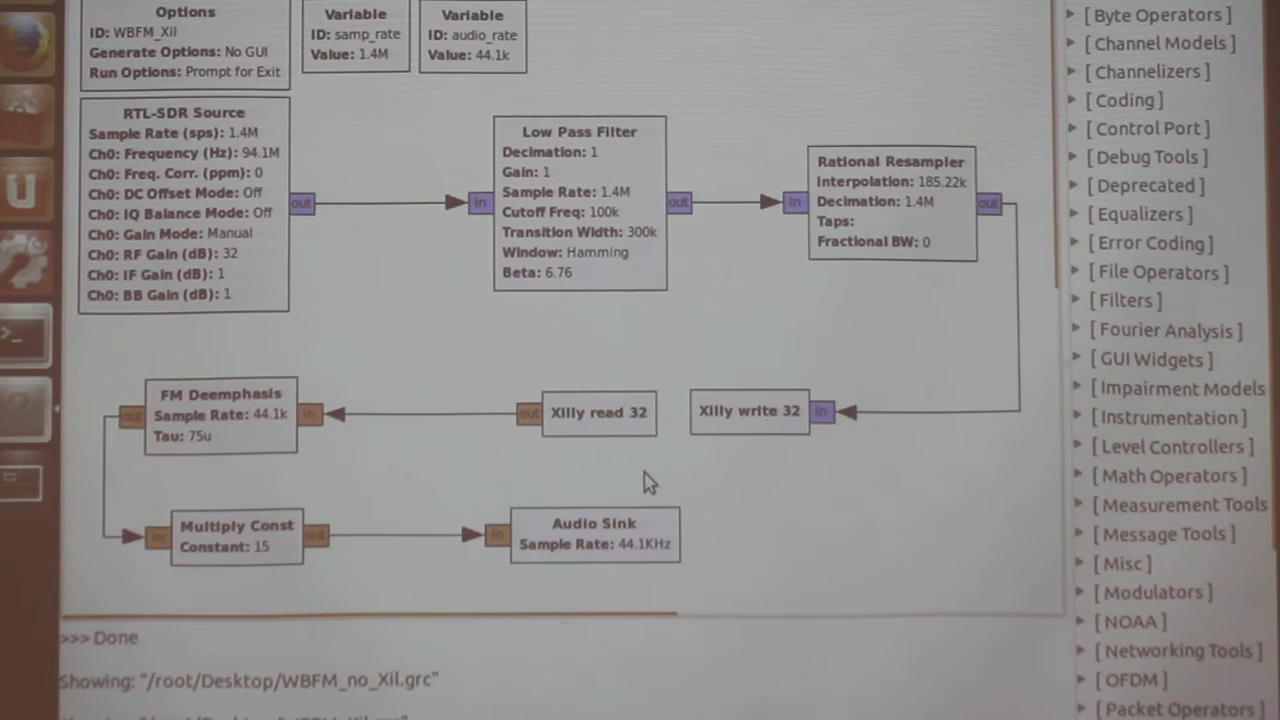 Options
ID: WBFM_Xil
Generate Options: No GUI
Run Options: Prompt for Exit
Variable
ID: samp_rate
Value: 1.4M
Variable
ID: audio_rate
Value: 44.1k
RTL-SDR Source
Sample Rate (sps): 1.4M
Ch0: Frequency (Hz): 94.1M
Ch0: Freq. Corr. (ppm): 0
Ch0: DC Offset Mode: Off
Ch0: IQ Balance Mode: Off
Ch0: Gain Mode: Manual
Ch0: RF Gain (dB): 32
Ch0: IF Gain (dB): 1
Ch0: BB Gain (dB): 1
out
in
Low Pass Filter
Decimation: 1
Gain: 1
Sample Rate: 1.4M
Cutoff Freq: 100k
Transition Width: 300k
Window: Hamming
Beta: 6.76
out
in
Rational Resampler
Interpolation: 185.22k
Decimation: 1.4M
Taps:
Fractional BW: 0
out
out
FM Deemphasis
Sample Rate: 44.1k
Tau: 75u
in
out
Xilly read 32
Xilly write 32
in
in
Multiply Const
Constant: 15
out
in
Audio Sink
Sample Rate: 44.1KHz
>>> Done
Showing: "/root/Desktop/WBFM_no_Xil.grc"
[ Byte Operators ]
[ Channel Models ]
[ Channelizers ]
[ Coding ]
[ Control Port ]
[ Debug Tools ]
[ Deprecated ]
[ Equalizers ]
[ Error Coding ]
[ File Operators ]
[ Filters ]
[ Fourier Analysis ]
[ GUI Widgets ]
[ Impairment Models
[ Instrumentation ]
[ Level Controllers ]
[ Math Operators ]
[ Measurement Tools
[ Message Tools ]
[ Misc ]
[ Modulators ]
[ NOAA ]
[ Networking Tools ]
[ OFDM ]
[ Packet Operators ]